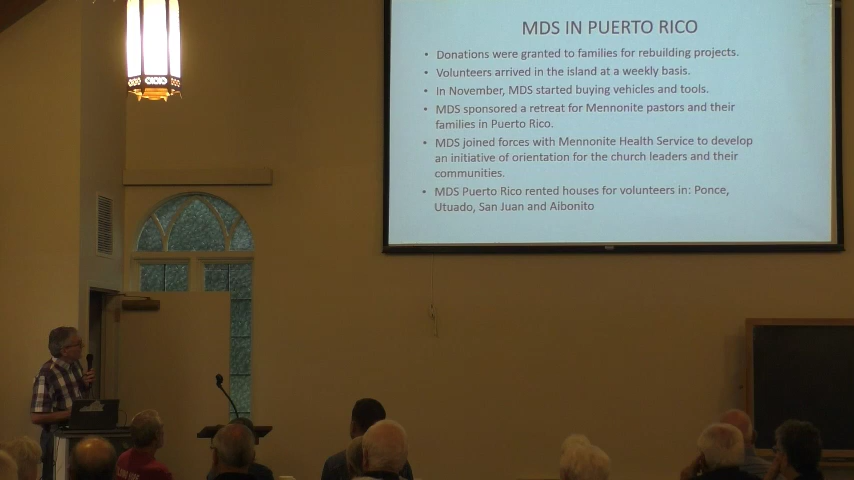 MDS IN PUERTO RICO
• Donations were granted to families for rebuilding projects.
• Volunteers arrived in the island at a weekly basis.
• In November, MDS started buying vehicles and tools.
• MDS sponsored a retreat for Mennonite pastors and their
families in Puerto Rico.
• MDS joined forces with Mennonite Health Service to develop
an initiative of orientation for the church leaders and their
communities.
• MDS Puerto Rico rented houses for volunteers in: Ponce,
Utuado, San Juan and Aibonito